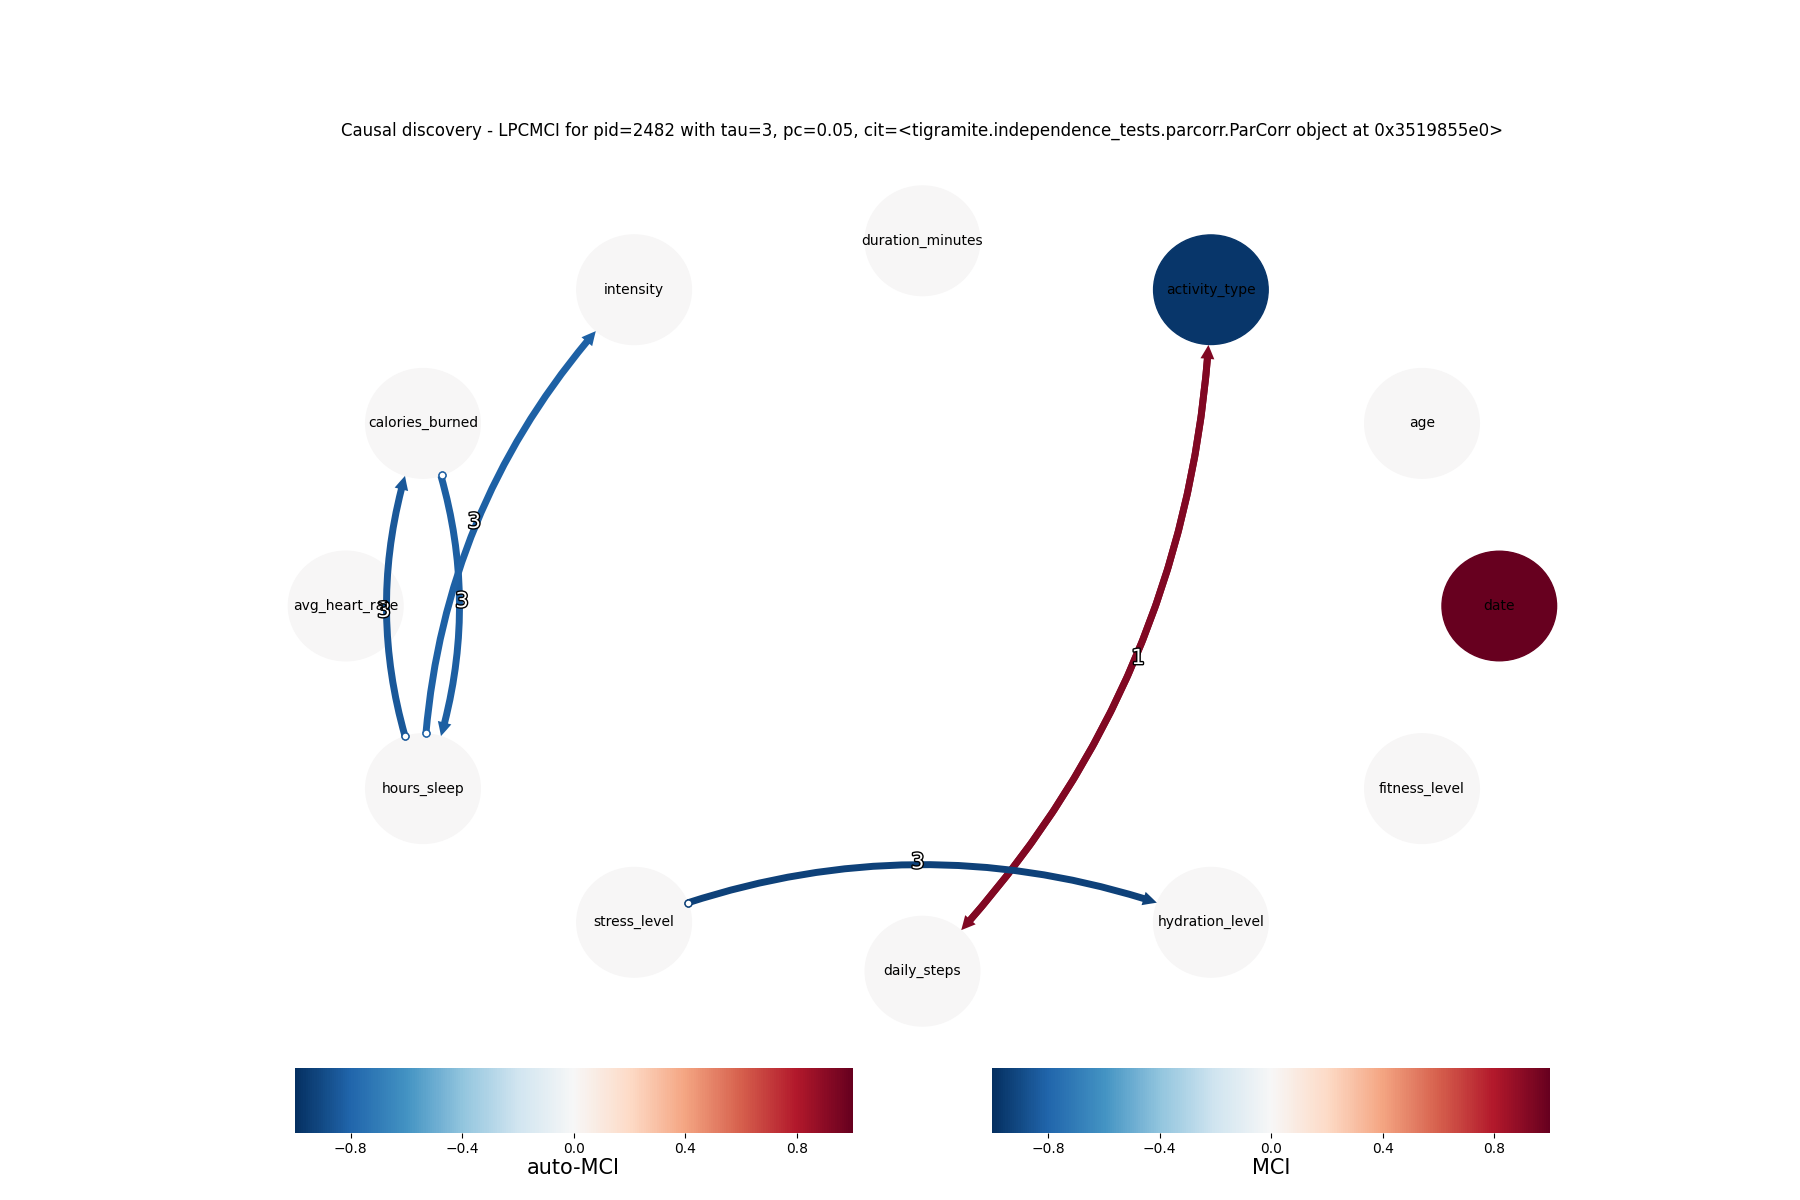 Causal discovery - LPCMCI for pid=2482 with tau=3, pc=0.05, cit=<tigramite.independence_tests.parcorr.ParCorr object at 0x3519855e0>
duration_minutes
intensity
activity_type
calories_burned
age
3
avg_heart_rate
3
3
date
1
hours_sleep
fitness_level
3
stress_level
hydration_level
daily_steps
−0.8 −0.4 0.0 0.4 0.8
auto-MCI
−0.8 −0.4 0.0 0.4 0.8
MCI